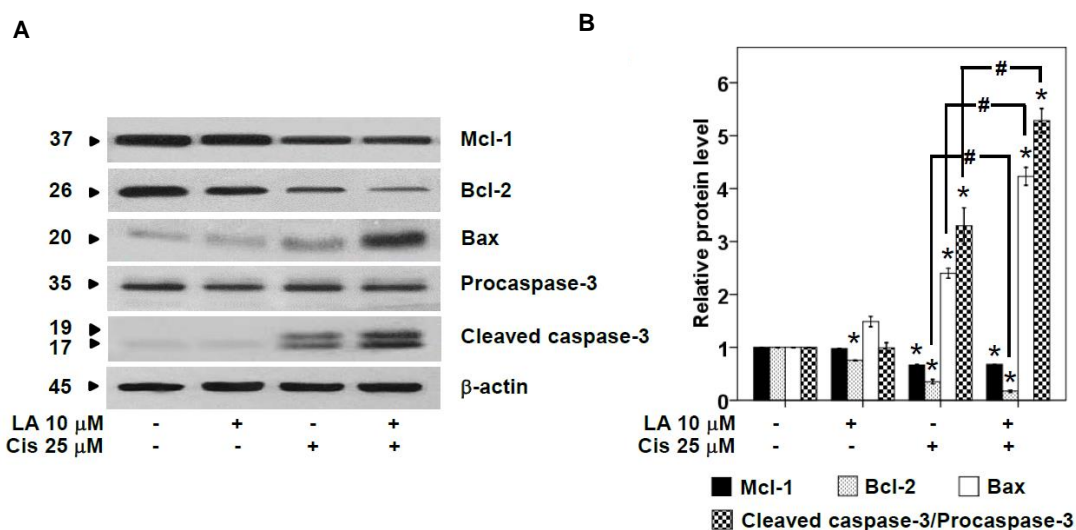 A
37
Mcl-1
26
Bcl-2
20
Bax
35
Procaspase-3
19
17
Cleaved caspase-3
45
β-actin
LA 10 μM - + - +
Cis 25 μM - - + +
B
Relative protein level
6
5
4
3
2
1
0
# # #
* * * * * * * * *
LA 10 μM - + - +
Cis 25 μM - - + +
Mcl-1 Bcl-2 Bax
Cleaved caspase-3/Procaspase-3